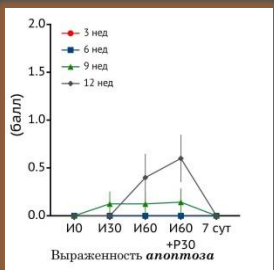 2.0
1.5
1.0
0.5
0.0
(балл)
3 нед
6 нед
9 нед
12 нед
И0 И30 И60 И60 7 сут
+Р30
Выраженность апоптоза